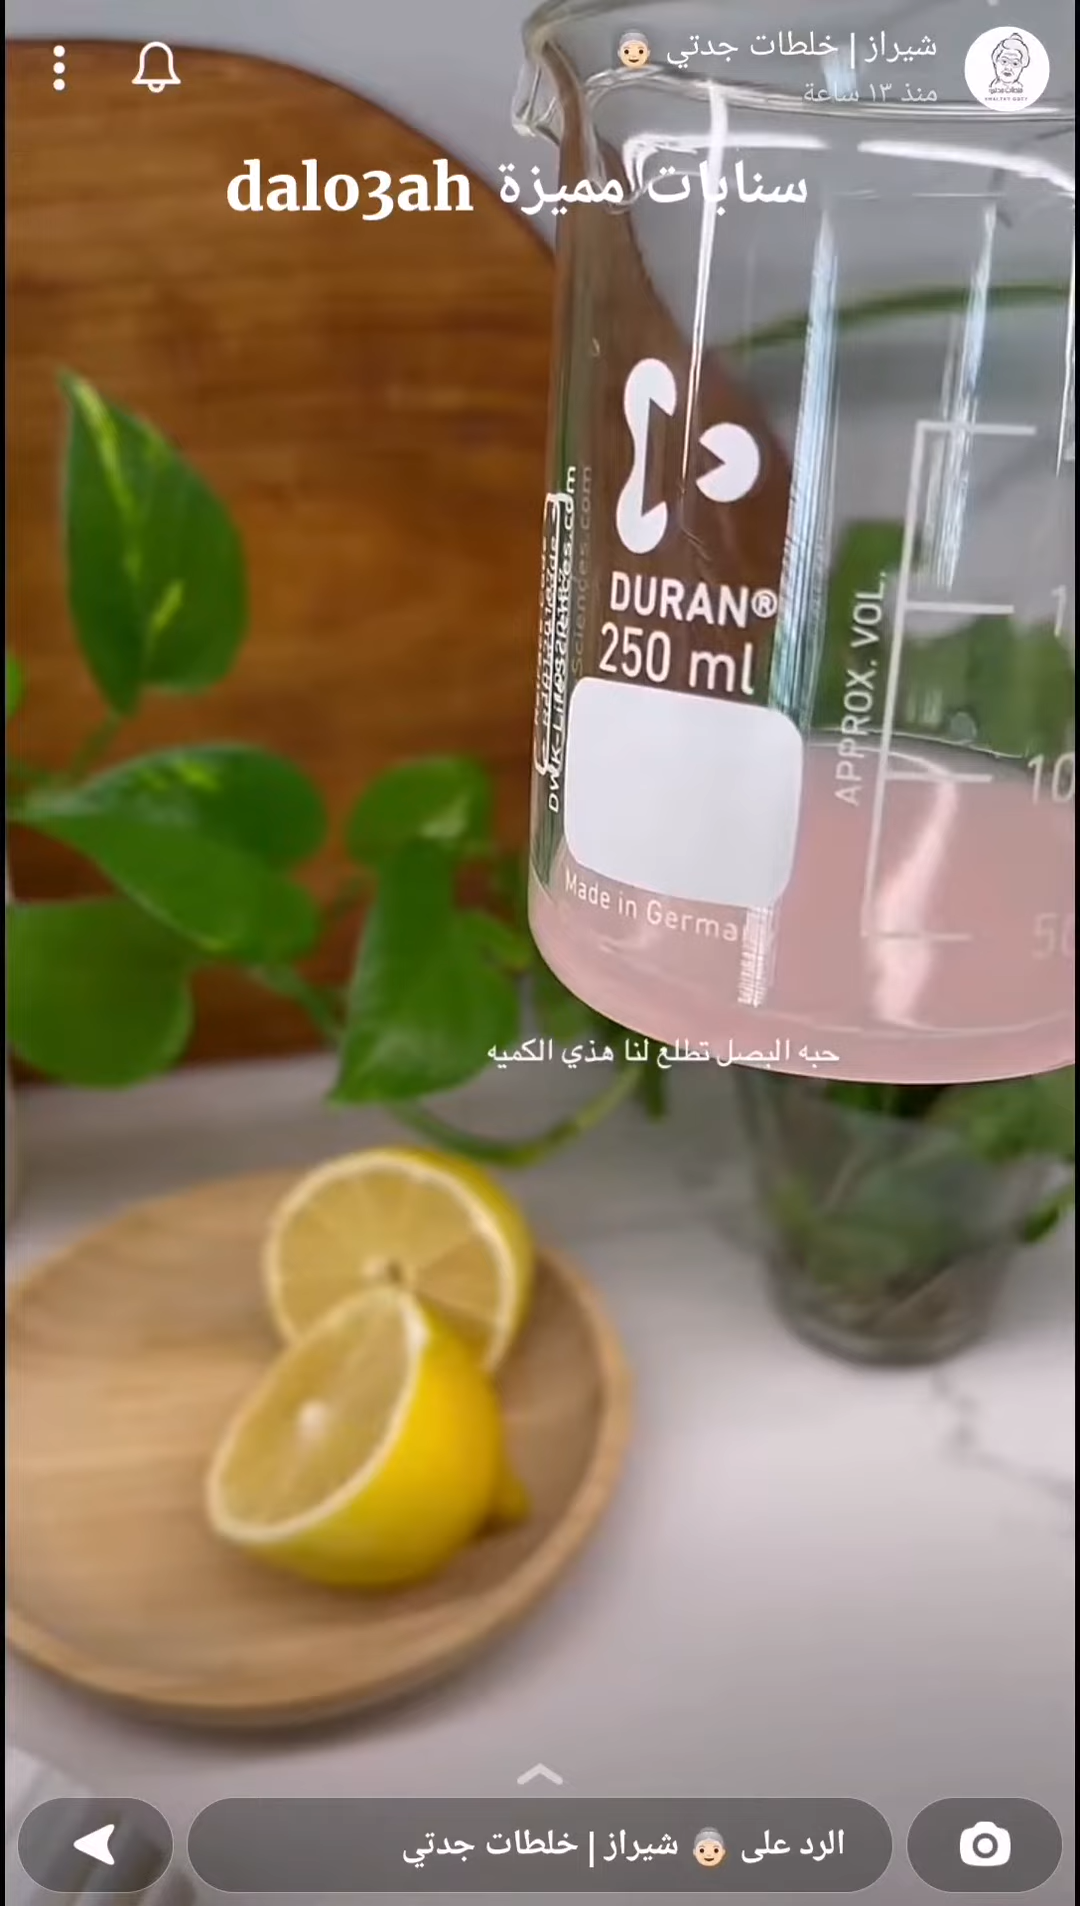 شيراز | خلطات جدتي 👵🏻
منذ ١٣ ساعة
سنابات مميزة dalo3ah
DURAN®
250 ml
APPROX. VOL.
Made in Germa
حبه البصل تطلع لنا هذي الكميه
الرد على 👵🏻 شيراز | خلطات جدتي